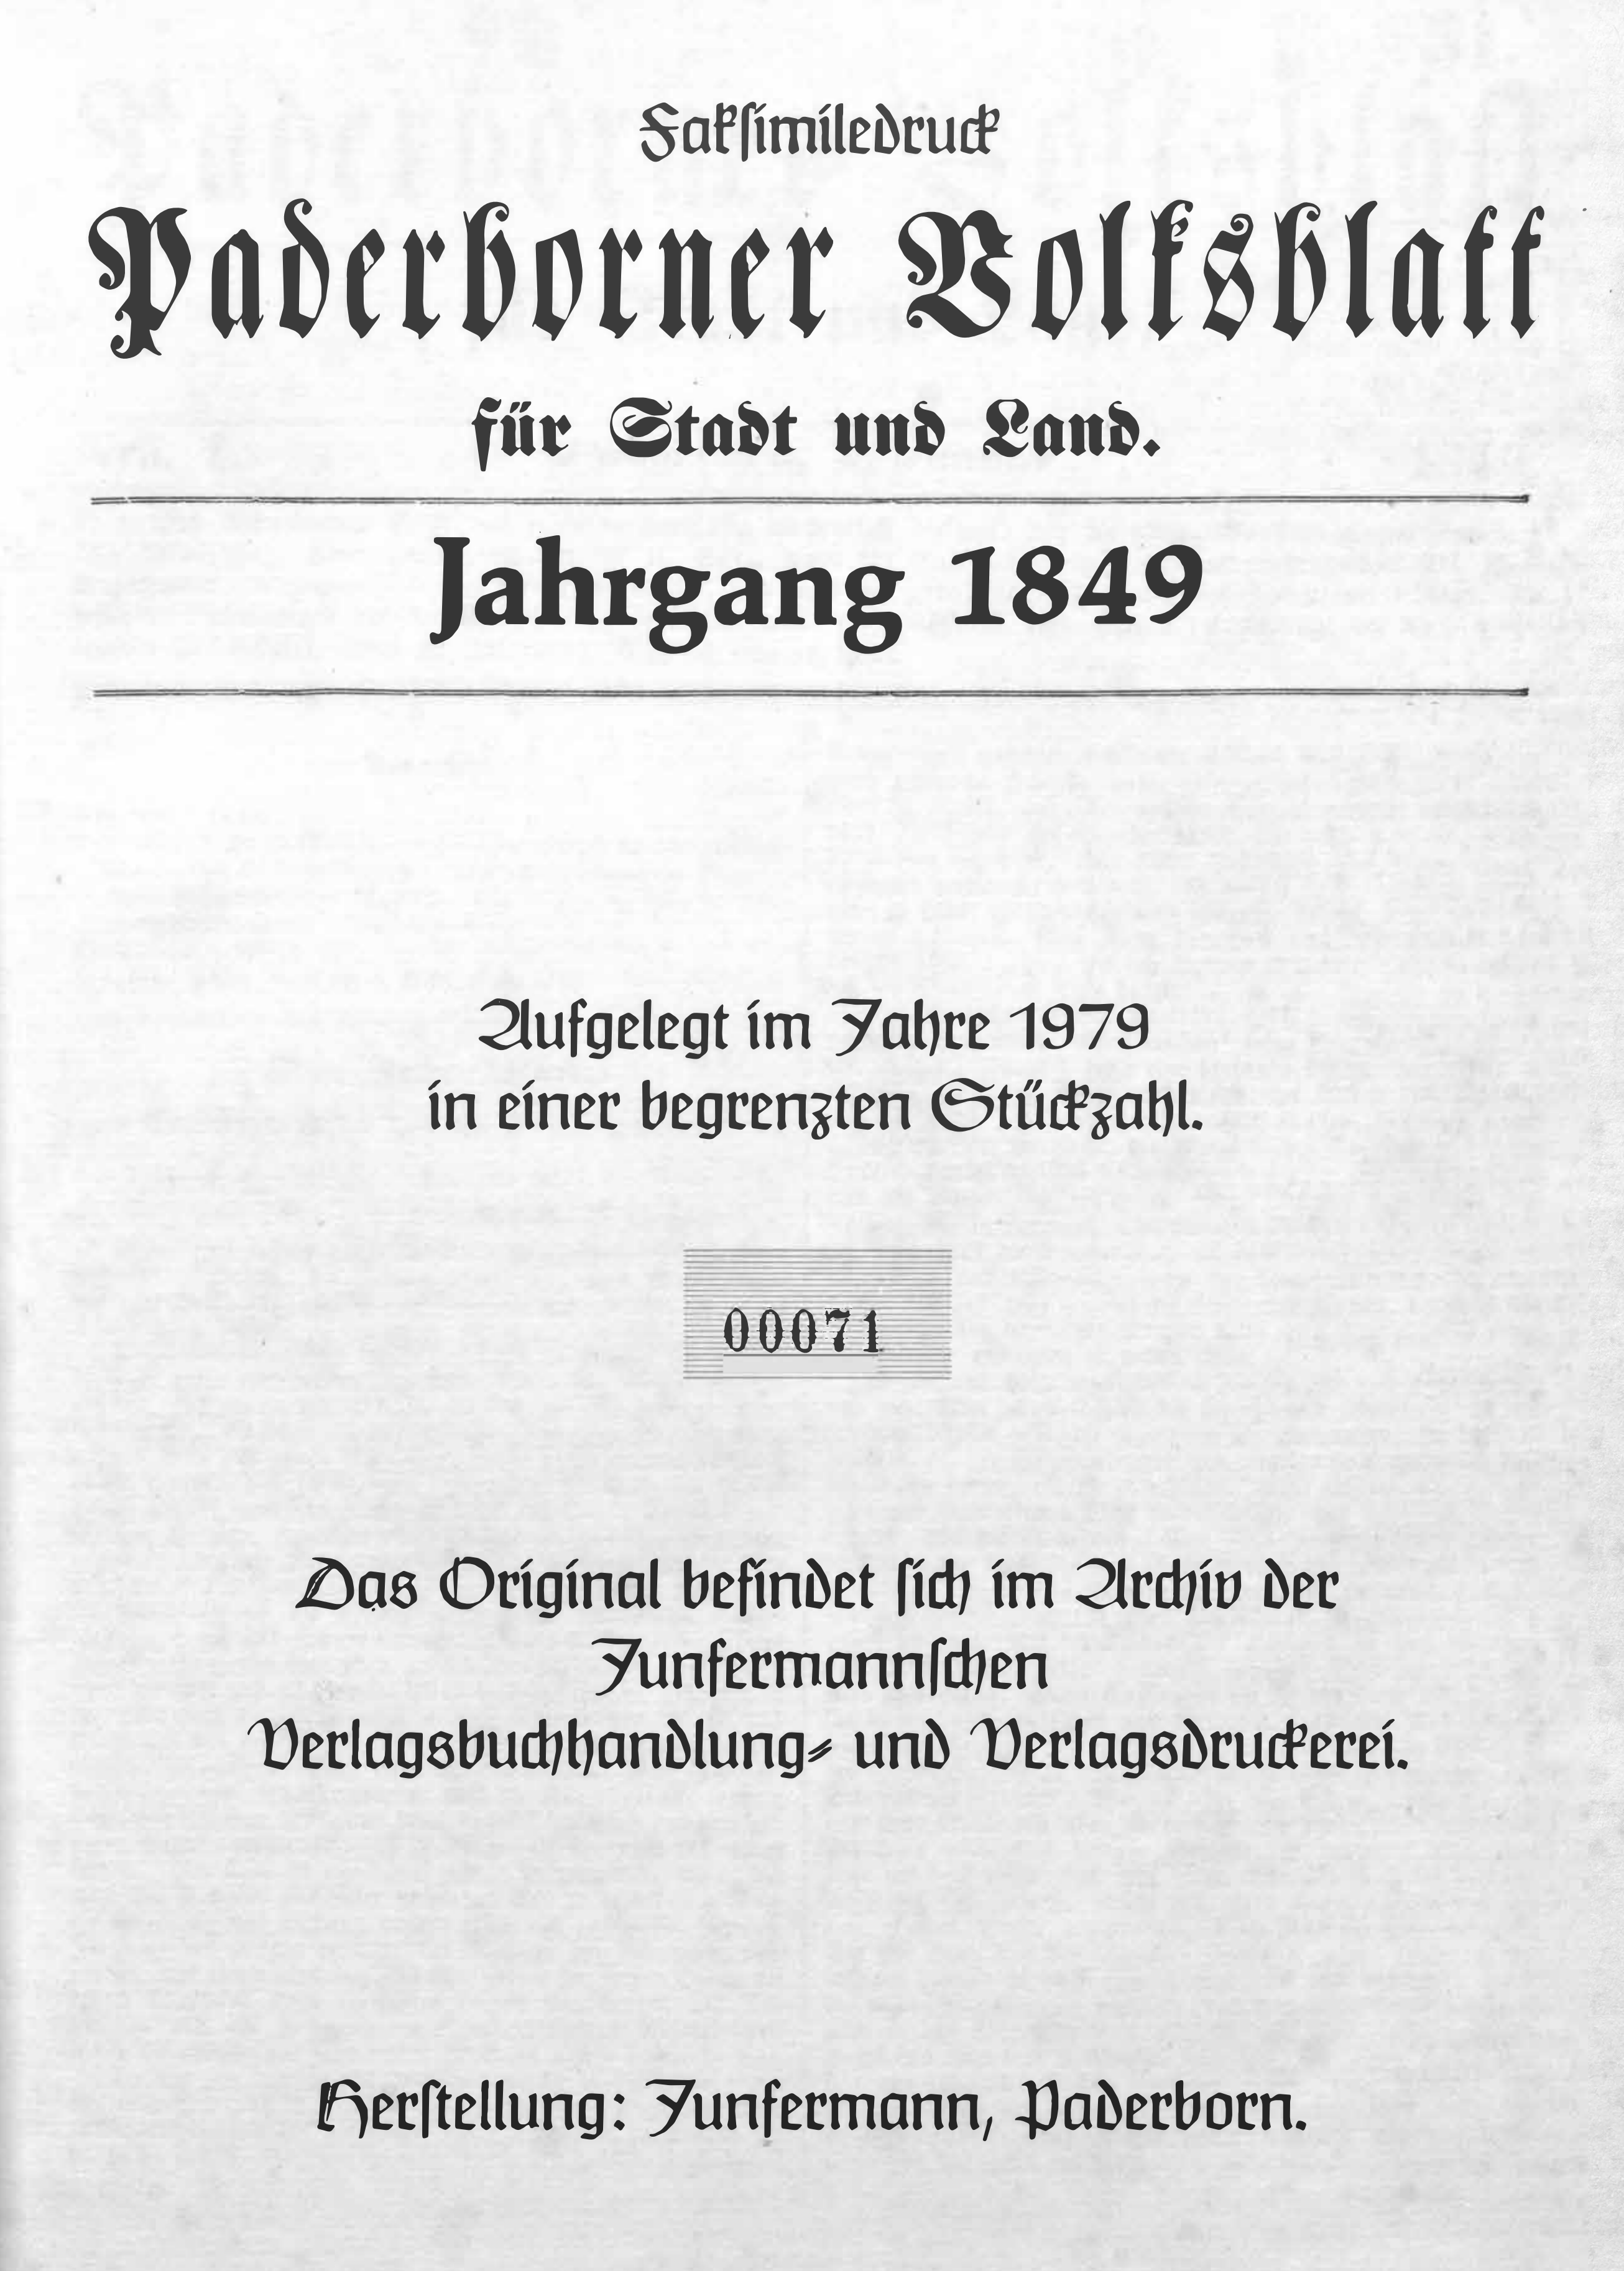 Fakſimiledruck
Paderborner Volksblatt
für Stadt und Land.
Jahrgang 1849
Aufgelegt im Jahre 1979
in einer begrenzten Stückzahl.
00071
Das Original befindet ſich im Archiv der
Junfermannſchen
Verlagsbuchhandlung⸗ und Verlagsdruckerei.
Herſtellung: Junfermann, Paderborn.